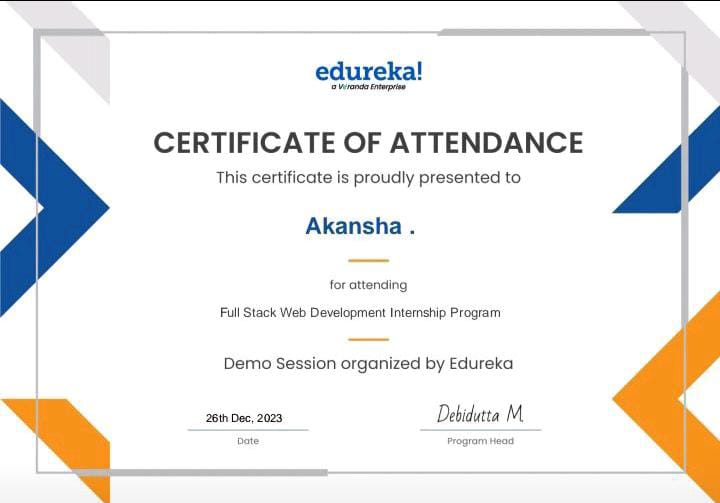 edureka!
a Veranda Enterprise
CERTIFICATE OF ATTENDANCE
This certificate is proudly presented to
Akansha .
for attending
Full Stack Web Development Internship Program
Demo Session organized by Edureka
26th Dec, 2023
Debidutta M
Date
Program Head